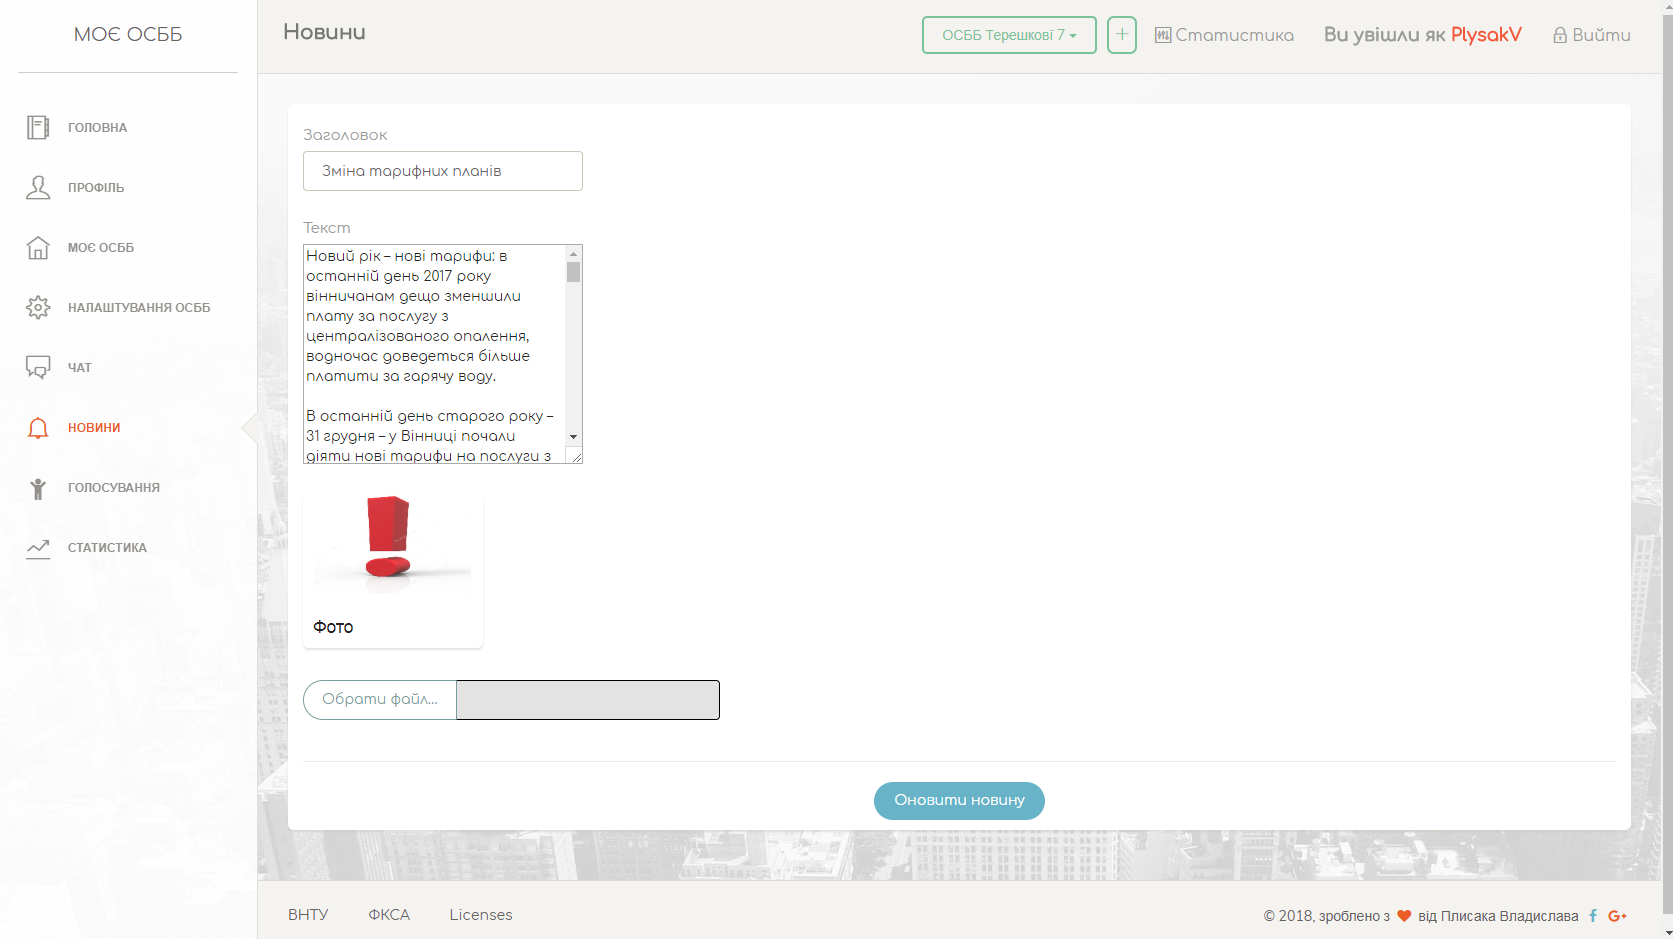 МОЄ ОСББ
ГОЛОВНА
ПРОФІЛЬ
МОЄ ОСББ
НАЛАШТУВАННЯ ОСББ
ЧАТ
НОВИНИ
ГОЛОСУВАННЯ
СТАТИСТИКА
Новини
ОСББ Терешкові 7
+
Статистика
Ви увішли як PlysakV
Вийти
Заголовок
Зміна тарифних планів
Текст
Новий рік – нові тарифи: в
останній день 2017 року
вінничанам дещо зменшили
плату за послугу з
централізованого опалення,
водночас доведеться більше
платити за гарячу воду.
В останній день старого року –
31 грудня – у Вінниці почали
діяти нові тарифи на послуги з
Фото
Обрати файл...
Оновити новину
ВНТУ
ФКСА
Licenses
© 2018, зроблено з ❤ від Плисака Владислава
f
G+